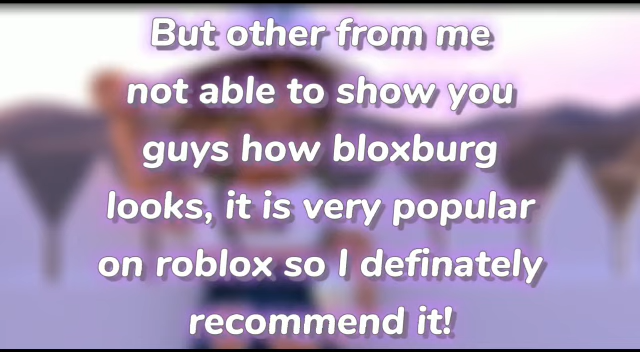 But other from me
not able to show you
guys how bloxburg
looks, it is very popular
on roblox so I definately
recommend it!